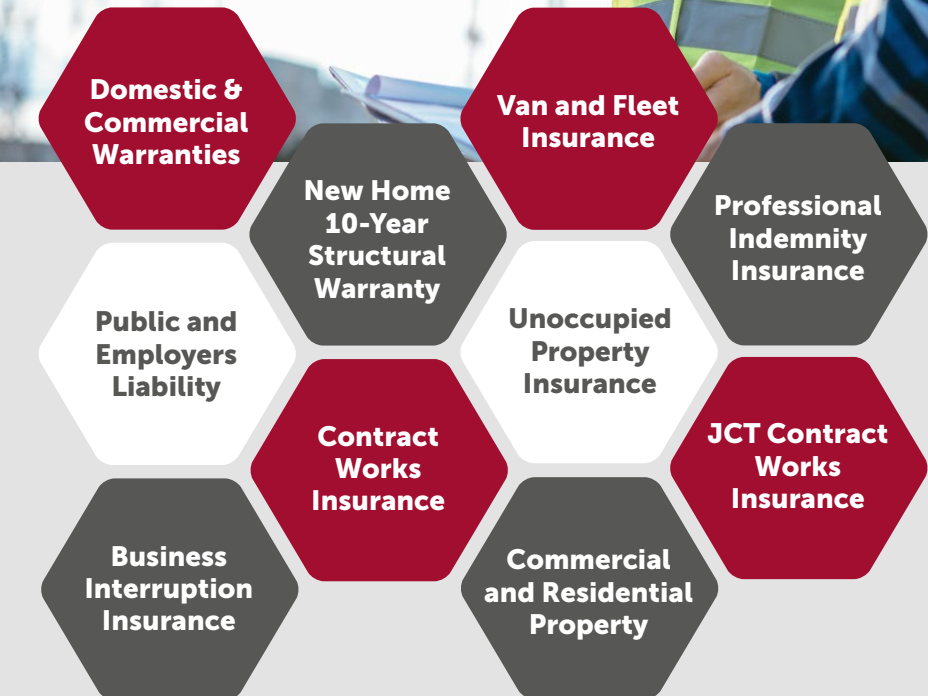 Domestic &
Commercial
Warranties
Van and Fleet
Insurance
New Home
10-Year
Structural
Warranty
Professional
Indemnity
Insurance
Public and
Employers
Liability
Unoccupied
Property
Insurance
Contract
Works
Insurance
JCT Contract
Works
Insurance
Business
Interruption
Insurance
Commercial
and Residential
Property